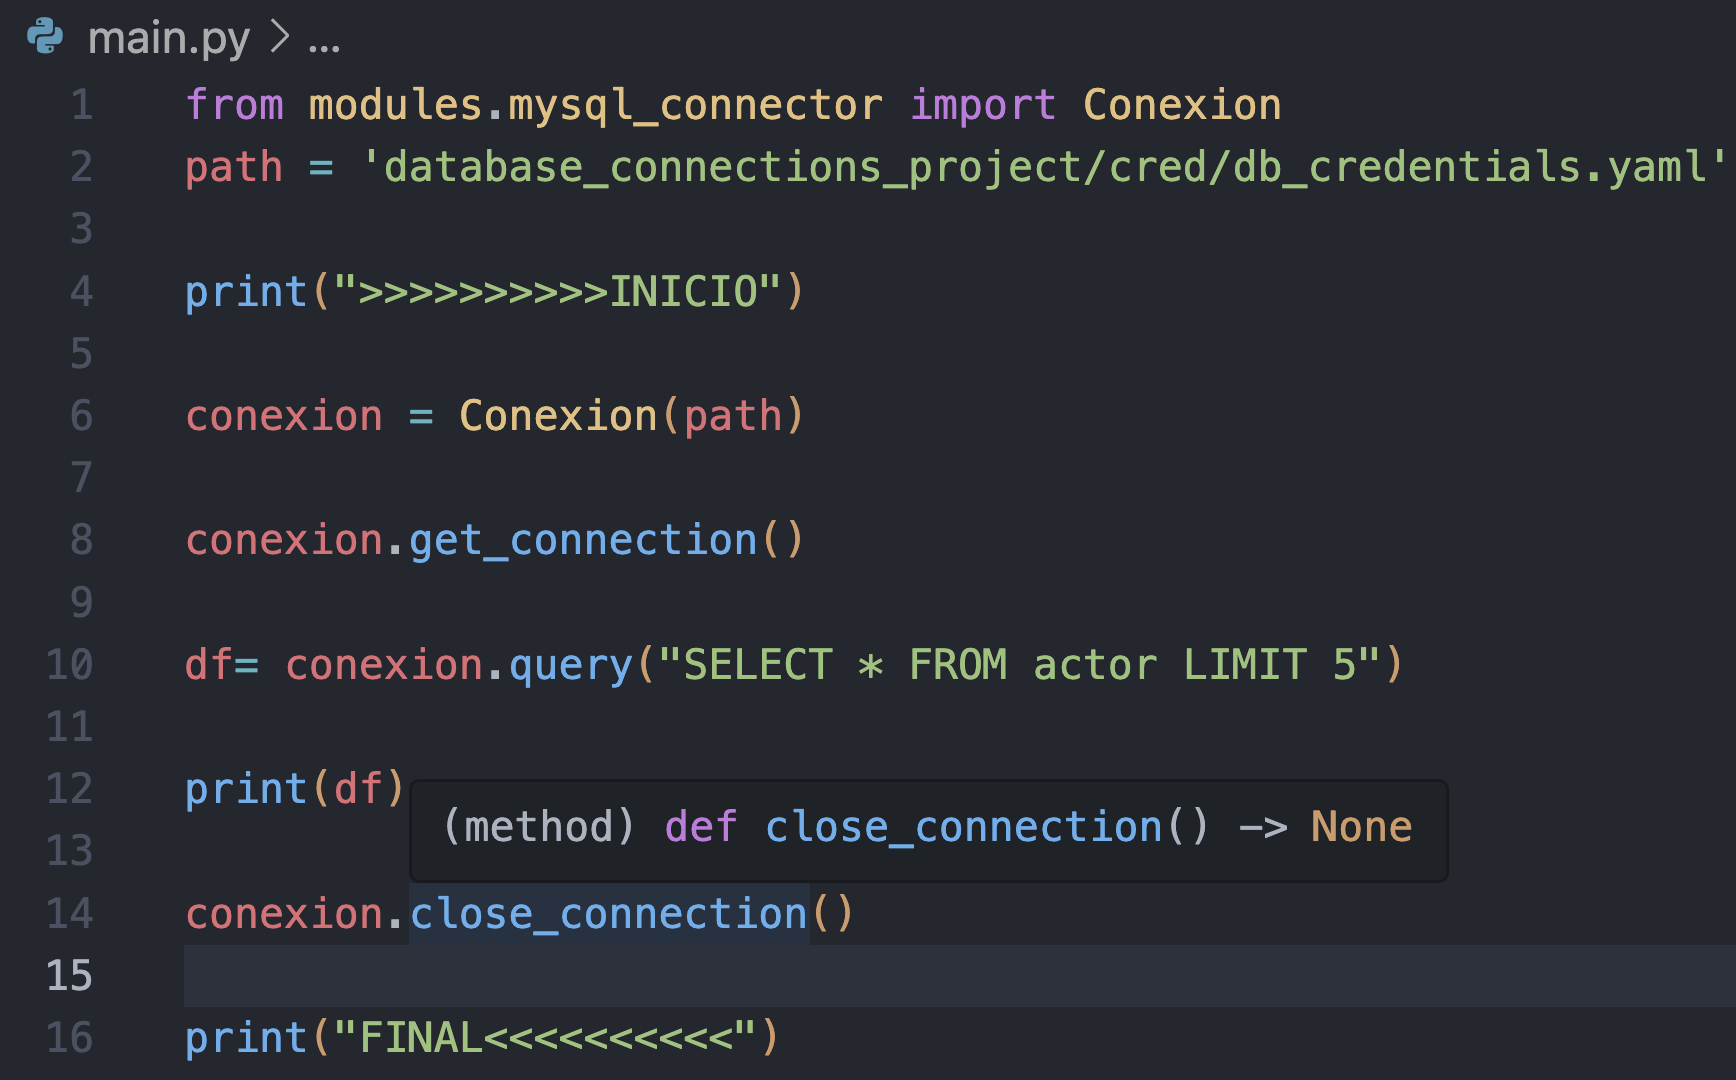 main.py > ...
1 from modules.mysql_connector import Conexion
2 path = 'database_connections_project/cred/db_credentials.yaml'
3
4 print(">>>>>>>>>>INICIO")
5
6 conexion = Conexion(path)
7
8 conexion.get_connection()
9
10 df= conexion.query("SELECT * FROM actor LIMIT 5")
11
12 print(df)
(method) def close_connection() -> None
13
14 conexion.close_connection()
15
16 print("FINAL<<<<<<<<<<")